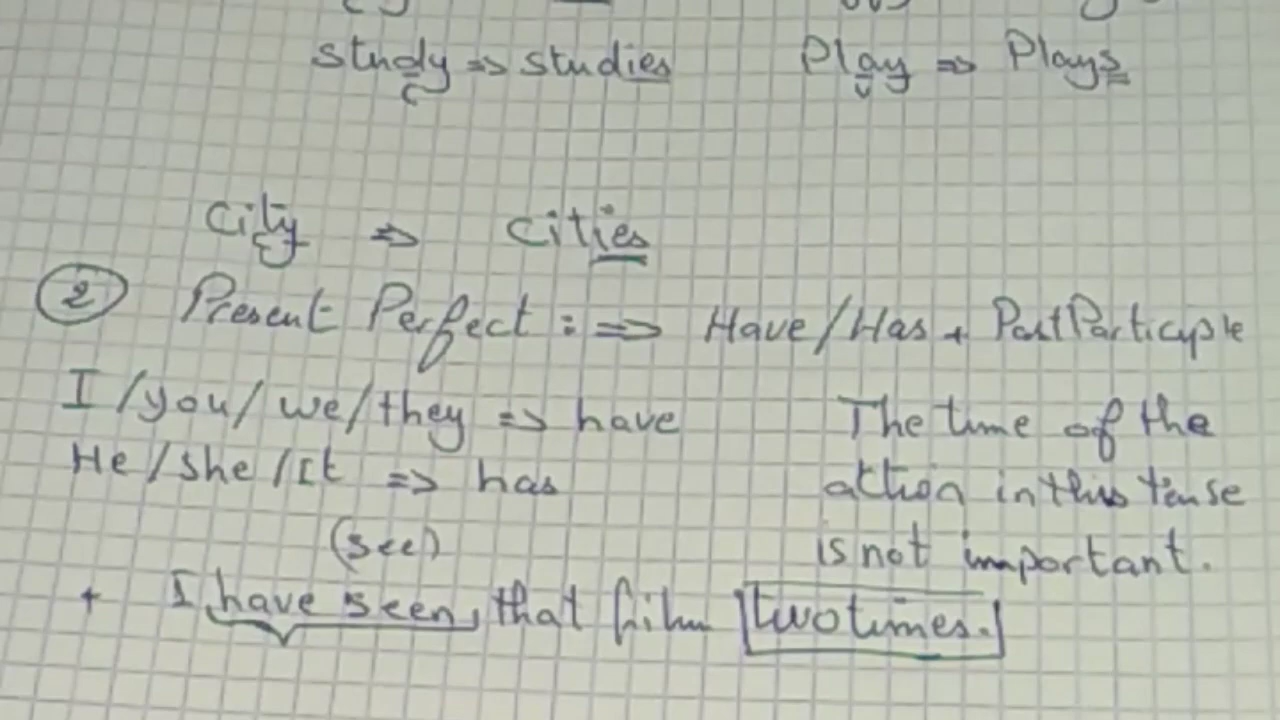 study => studies Play => Plays
City => cities
2 Present Perfect : => Have/Has + PastParticiple
I/you/we/they => have
The time of the
He/she/It => has
action in this tense
(see)
is not important.
+ I have seen, that film two times.